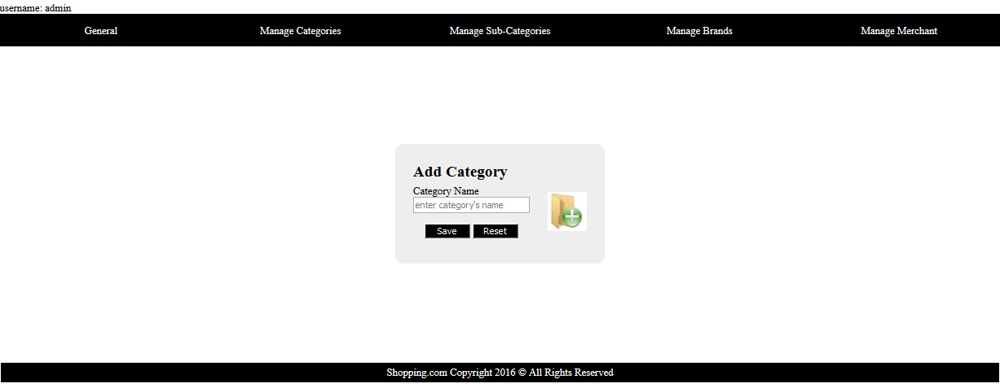 username: admin
General Manage Categories Manage Sub-Categories Manage Brands Manage Merchant
Add Category
Category Name
enter category's name
Save Reset
Shopping.com Copyright 2016 © All Rights Reserved